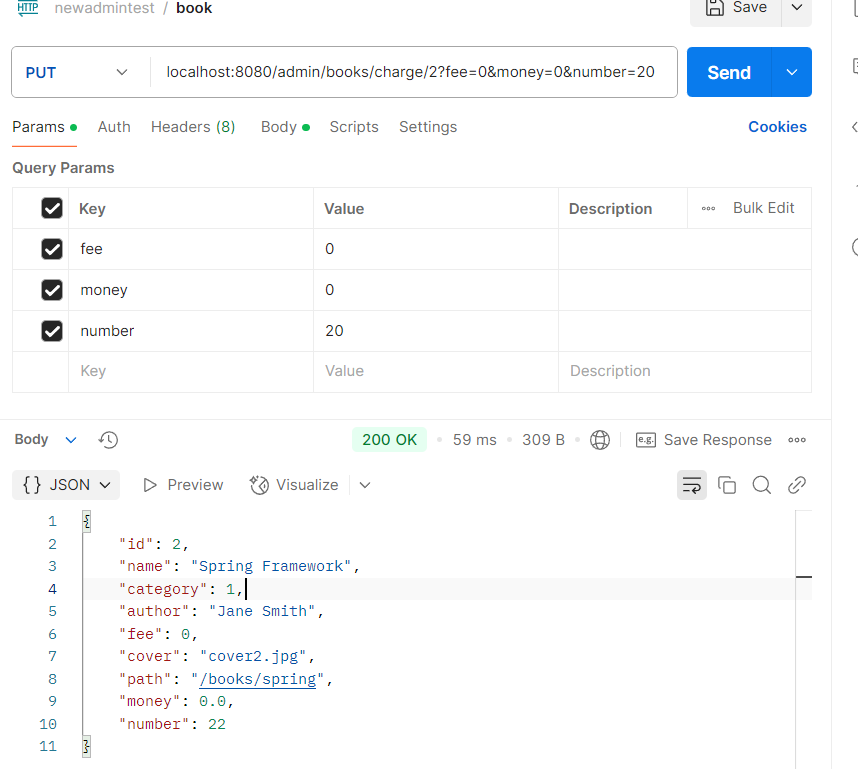 HTTP newadmintest / book Save
PUT localhost:8080/admin/books/charge/2?fee=0&money=0&number=20 Send
Params Auth Headers (8) Body Scripts Settings Cookies
Query Params
Key Value Description Bulk Edit
fee 0
money 0
number 20
Key Value Description
Body 200 OK 59 ms 309 B e.g. Save Response
{} JSON Preview Visualize
1 {
2 "id": 2,
3 "name": "Spring Framework",
4 "category": 1,
5 "author": "Jane Smith",
6 "fee": 0,
7 "cover": "cover2.jpg",
8 "path": "/books/spring",
9 "money": 0.0,
10 "number": 22
11 }